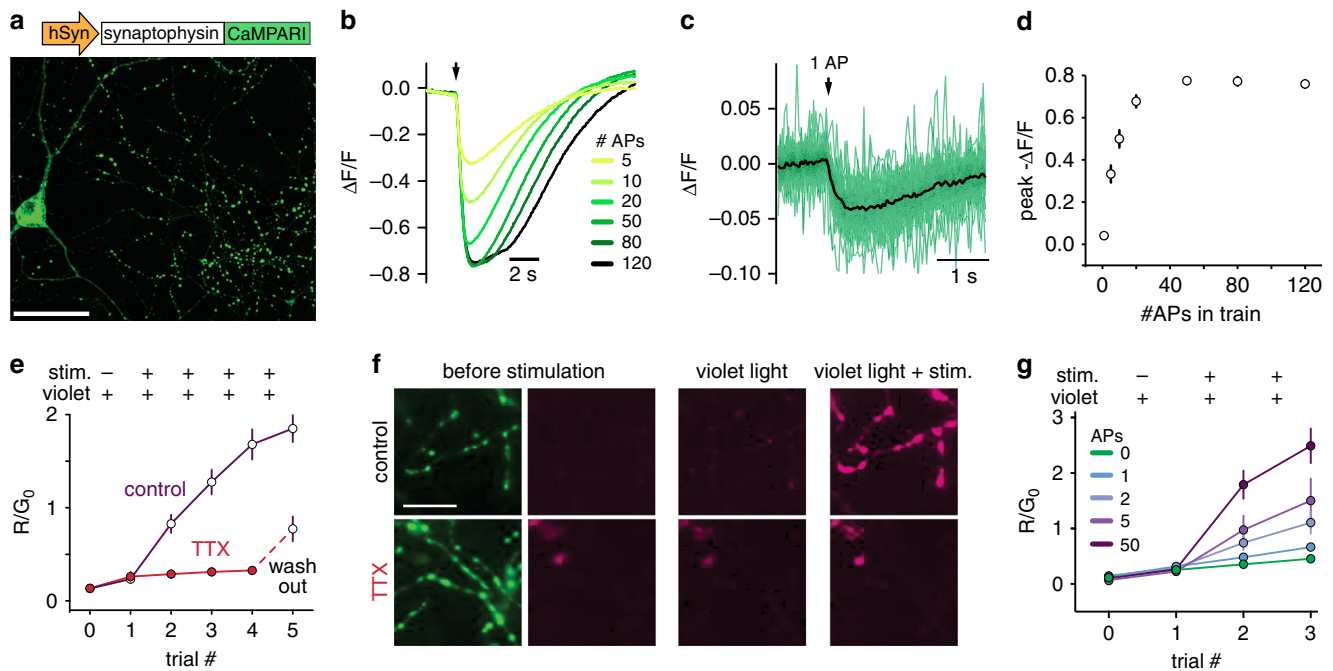 a
hSyn synaptophysin CaMPARI
b
0.0
−0.2
−0.4
−0.6
−0.8
ΔF/F
# APs
5
10
20
50
80
120
2 s
c
1 AP
0.05
0.00
−0.05
−0.10
ΔF/F
1 s
d
0.8
0.6
0.4
0.2
0.0
peak -ΔF/F
0 40 80 120
#APs in train
e
stim. − + + + +
violet + + + + +
2
1
0
R/G0
control
TTX
wash
out
0 1 2 3 4 5
trial #
f
before stimulation violet light violet light + stim.
control
TTX
g
stim. − + +
violet + + +
3
2
1
0
R/G0
APs
0
1
2
5
50
0 1 2 3
trial #